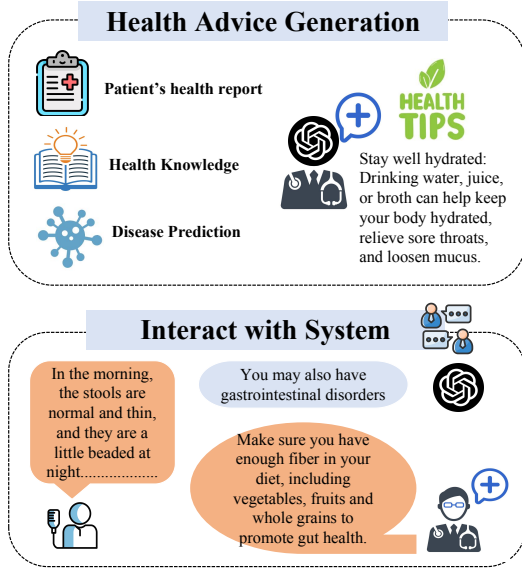 Health Advice Generation
Patient's health report
Health Knowledge
Disease Prediction
HEALTH
TIPS
Stay well hydrated:
Drinking water, juice,
or broth can help keep
your body hydrated,
relieve sore throats,
and loosen mucus.
Interact with System
In the morning,
the stools are
normal and thin,
and they are a
little beaded at
night...................
You may also have
gastrointestinal disorders
Make sure you have
enough fiber in your
diet, including
vegetables, fruits and
whole grains to
promote gut health.